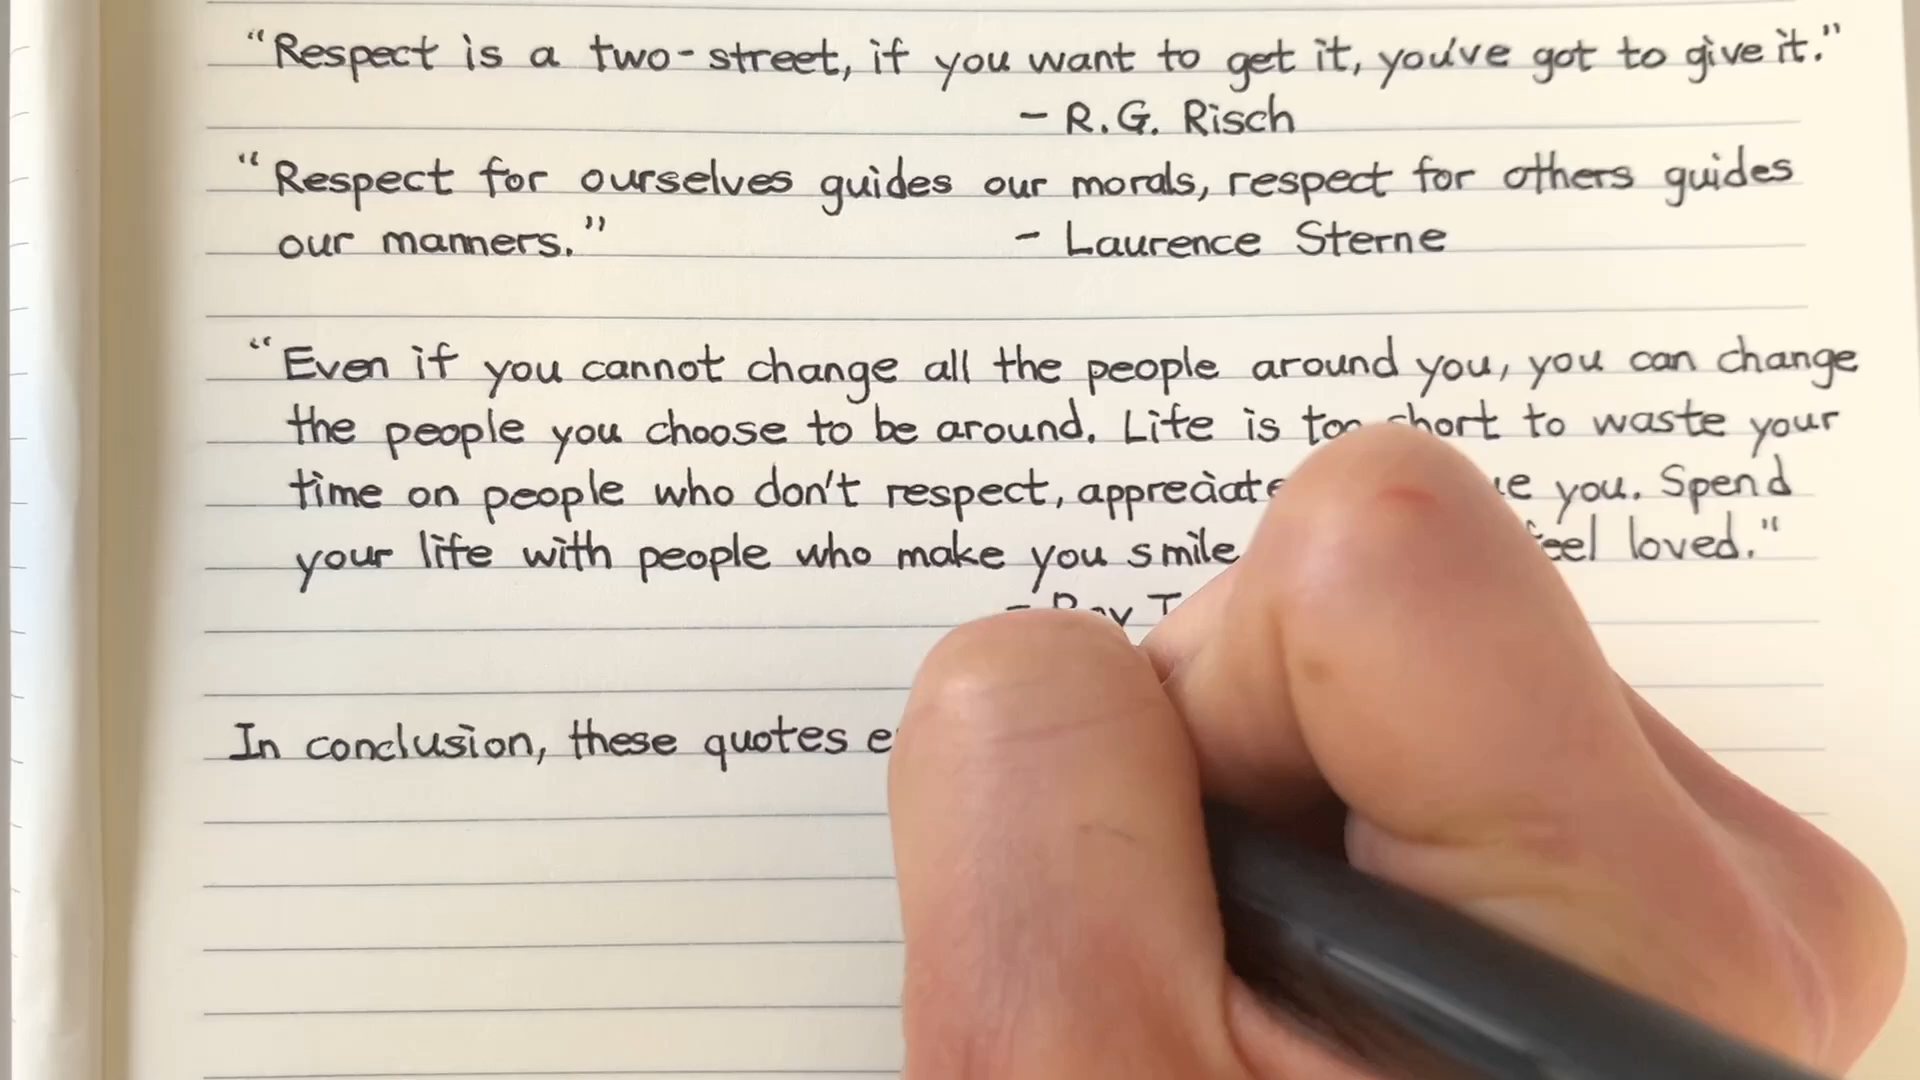 “Respect is a two-street, if you want to get it, you've got to give it.”
- R.G. Risch
“Respect for ourselves guides our morals, respect for others guides
our manners.” - Laurence Sterne
“Even if you cannot change all the people around you, you can change
the people you choose to be around. Life is too short to waste your
time on people who don't respect, appreciate you. Spend
your life with people who make you smile loved."
In conclusion, these quotes